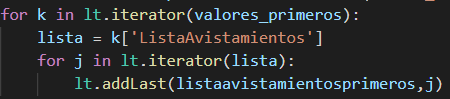 for k in lt.iterator(valores_primeros):
    lista = k['ListaAvistamientos']
    for j in lt.iterator(lista):
        lt.addLast(listaavistamientosprimeros,j)